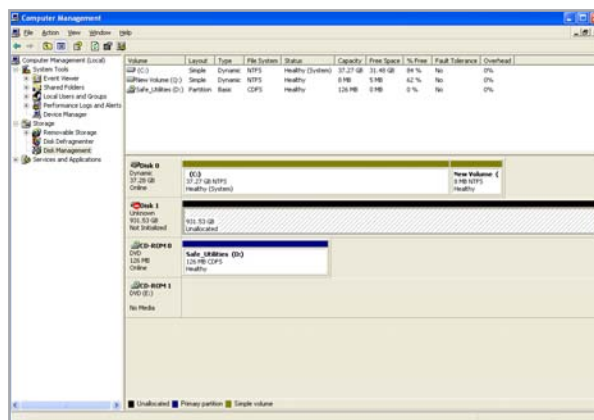 Computer Management
File Action View Window Help
Computer Management (Local)
System Tools
Event Viewer
Shared Folders
Local Users and Groups
Performance Logs and Alerts
Device Manager
Storage
Removable Storage
Disk Defragmenter
Disk Management
Services and Applications
Volume Layout Type File System Status Capacity Free Space % Free Fault Tolerance Overhead
(C:) Simple Dynamic NTFS Healthy (System) 37.27 GB 31.48 GB 84 % No 0%
New Volume (Q:) Simple Dynamic NTFS Healthy 8 MB 5 MB 62 % No 0%
Safe_Utilities (D:) Partition Basic CDFS Healthy 126 MB 0 MB 0 % No 0%
Disk 0
Dynamic
37.28 GB
Online
(C:)
37.27 GB NTFS
Healthy (System)
New Volume (
8 MB NTFS
Healthy
Disk 1
Unknown
931.53 GB
Not Initialized
931.53 GB
Unallocated
CD-ROM 0
DVD
126 MB
Online
Safe_Utilities (D:)
126 MB CDFS
Healthy
CD-ROM 1
DVD (E:)
No Media
Unallocated Primary partition Simple volume